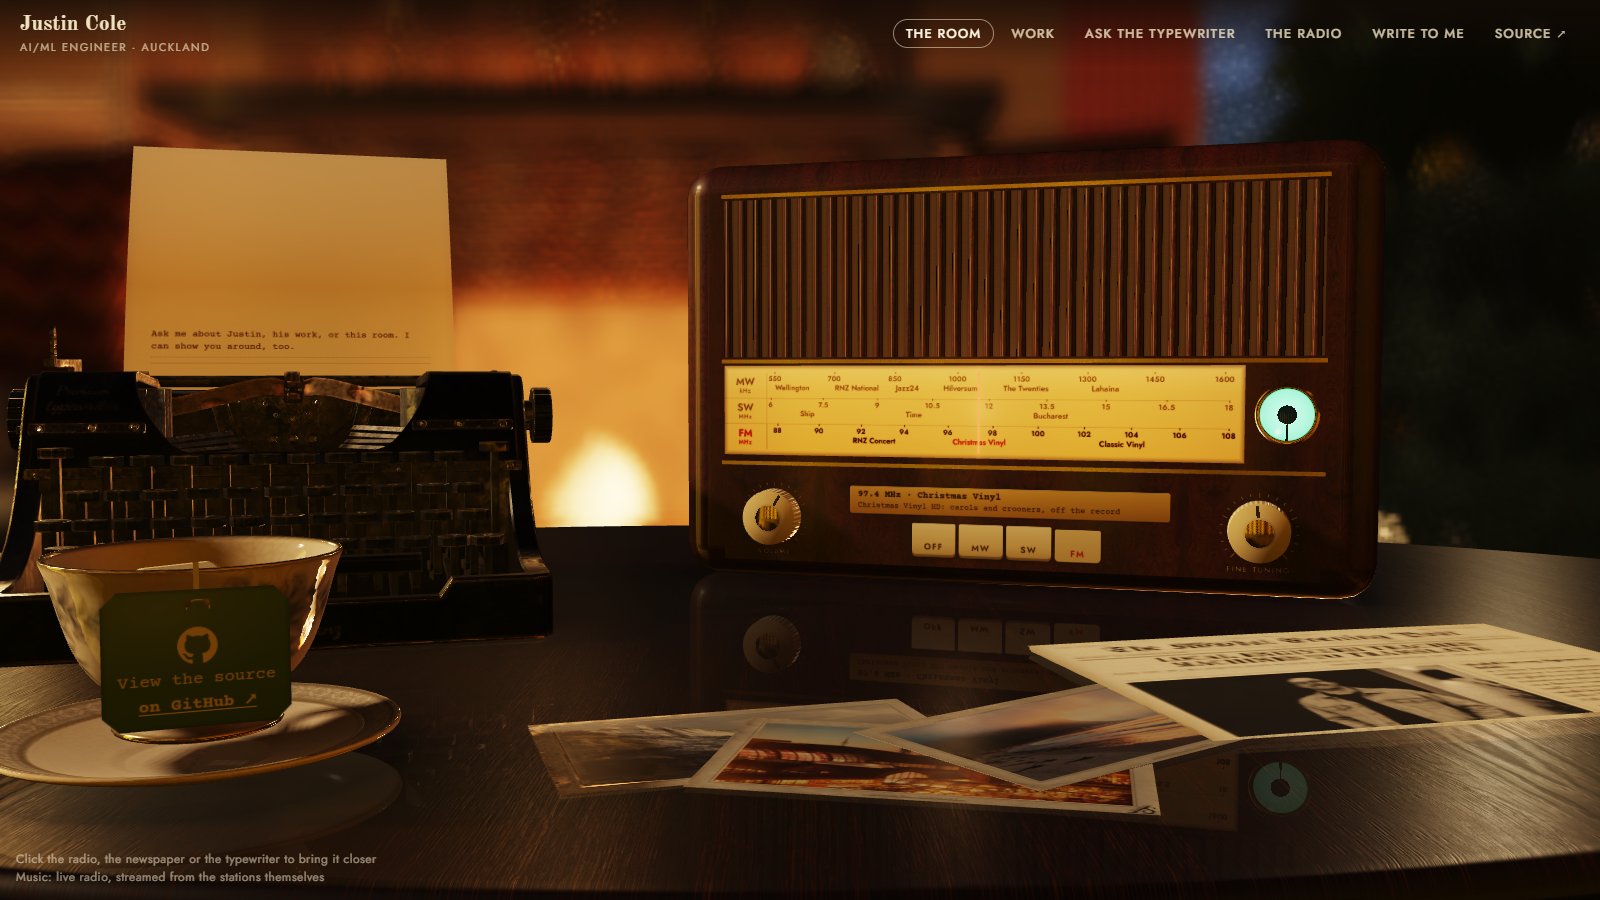 Justin Cole
AI/ML ENGINEER - AUCKLAND
THE ROOM
WORK
ASK THE TYPEWRITER
THE RADIO
WRITE TO ME
SOURCE ↗
Ask me about Justin, his work, or this room. I
can show you around, too.
MW 550 700 850 1000 1150 1300 1450 1600
kHz Wellington RNZ National Jazz24 Hilversum The Twenties Lahaina
SW 6 7.5 9 10.5 12 13.5 15 16.5 18
MHz Ship Time Bucharest
FM 88 90 92 94 96 98 100 102 104 106 108
MHz RNZ Concert Christmas Vinyl Classic Vinyl
97.4 MHz · Christmas Vinyl
Christmas Vinyl HD: carols and crooners, off the record
OFF MW SW FM
VOLUME
FINE TUNING
View the source
on GitHub ↗
Click the radio, the newspaper or the typewriter to bring it closer
Music: live radio, streamed from the stations themselves